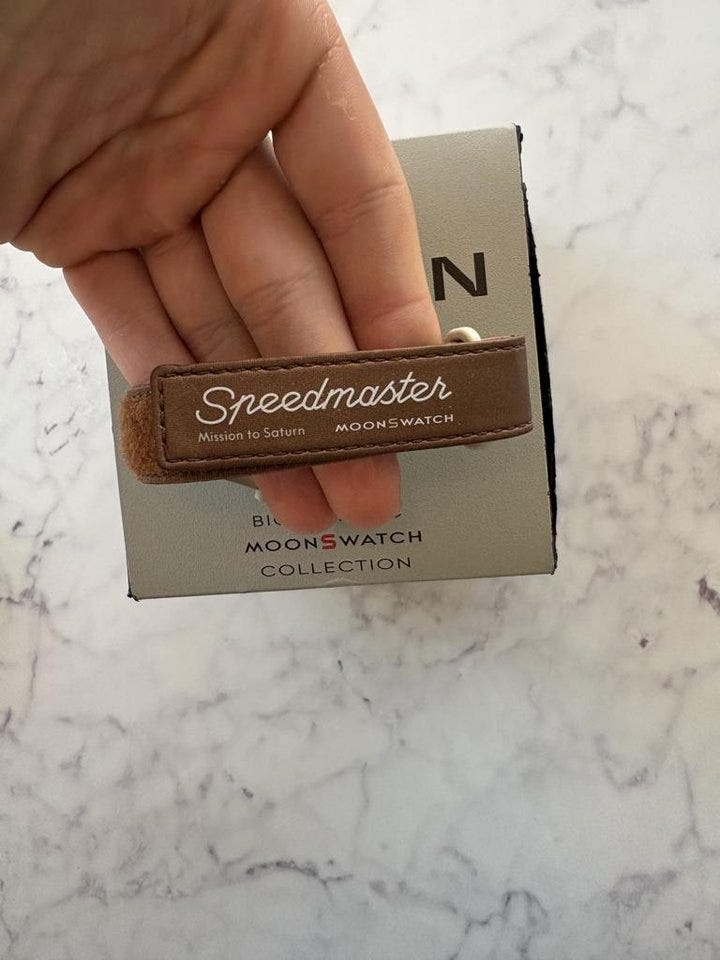 N
Speedmaster
Mission to Saturn MOONSWATCH
MOONSWATCH
COLLECTION